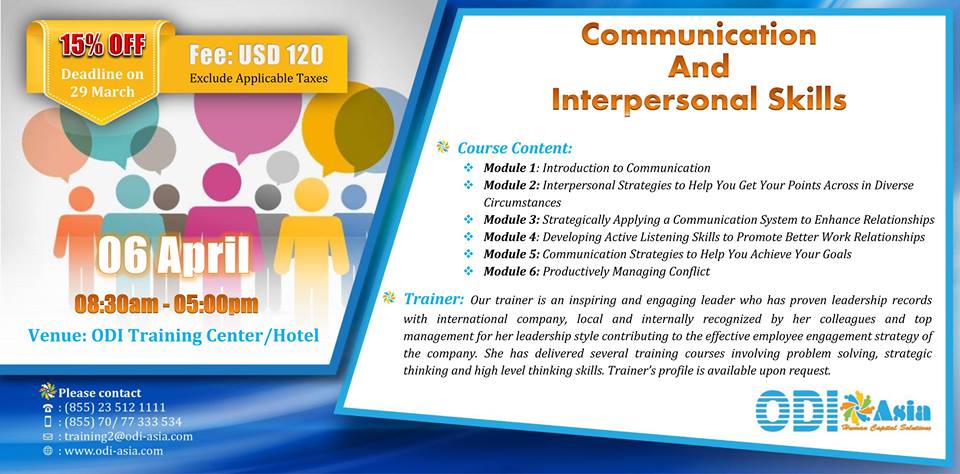 15% OFF
Deadline on
29 March
Fee: USD 120
Exclude Applicable Taxes
06 April
08:30am - 05:00pm
Venue: ODI Training Center/Hotel
Please contact
: (855) 23 512 1111
: (855) 70/ 77 333 534
: training2@odi-asia.com
: www.odi-asia.com
Communication
And
Interpersonal Skills
Course Content:
Module 1: Introduction to Communication
Module 2: Interpersonal Strategies to Help You Get Your Points Across in Diverse
Circumstances
Module 3: Strategically Applying a Communication System to Enhance Relationships
Module 4: Developing Active Listening Skills to Promote Better Work Relationships
Module 5: Communication Strategies to Help You Achieve Your Goals
Module 6: Productively Managing Conflict
Trainer: Our trainer is an inspiring and engaging leader who has proven leadership records
with international company, local and internally recognized by her colleagues and top
management for her leadership style contributing to the effective employee engagement strategy of
the company. She has delivered several training courses involving problem solving, strategic
thinking and high level thinking skills. Trainer's profile is available upon request.
ODI Asia
Human Capital Solutions